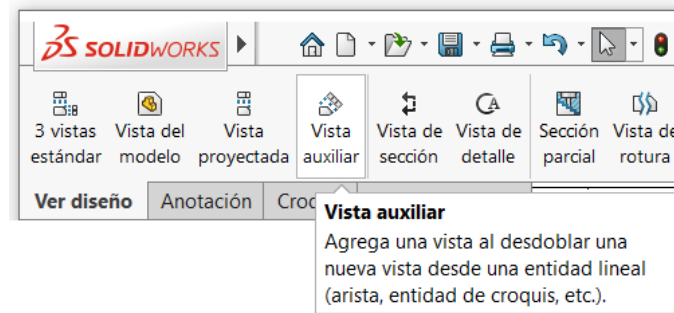 3S SOLIDWORKS
3 vistas estándar
Vista del modelo
Vista proyectada
Vista auxiliar
Vista de sección
Vista de detalle
Sección parcial
Vista de rotura
Ver diseño
Anotación
Vista auxiliar
Agrega una vista al desdoblar una
nueva vista desde una entidad lineal
(arista, entidad de croquis, etc.).